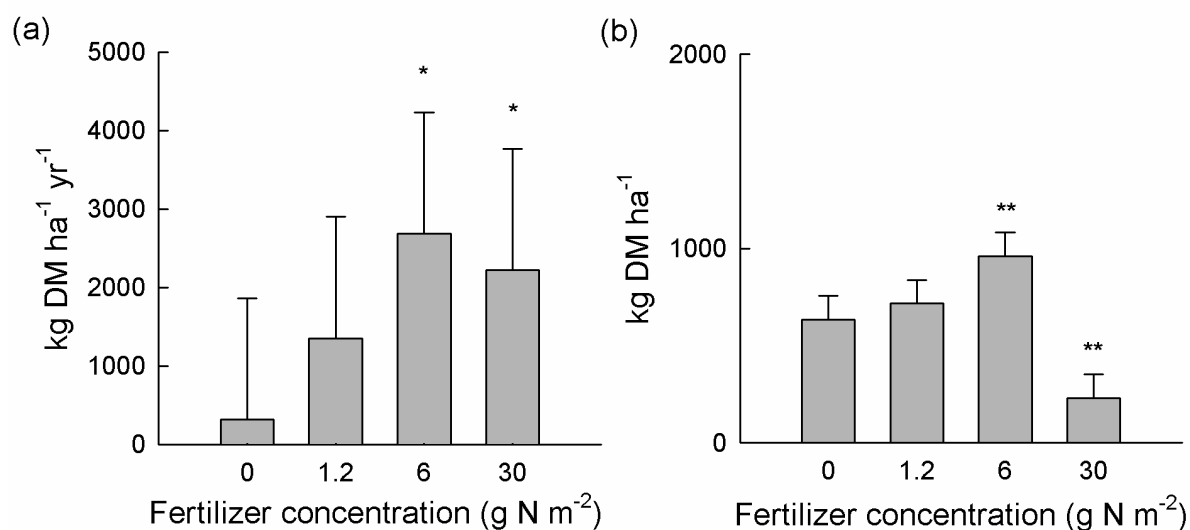 (a)
5000
4000
3000
2000
1000
0
kg DM ha⁻¹ yr⁻¹
*
*
0 1.2 6 30
Fertilizer concentration (g N m⁻²)
(b)
2000
1000
0
kg DM ha⁻¹
**
**
0 1.2 6 30
Fertilizer concentration (g N m⁻²)